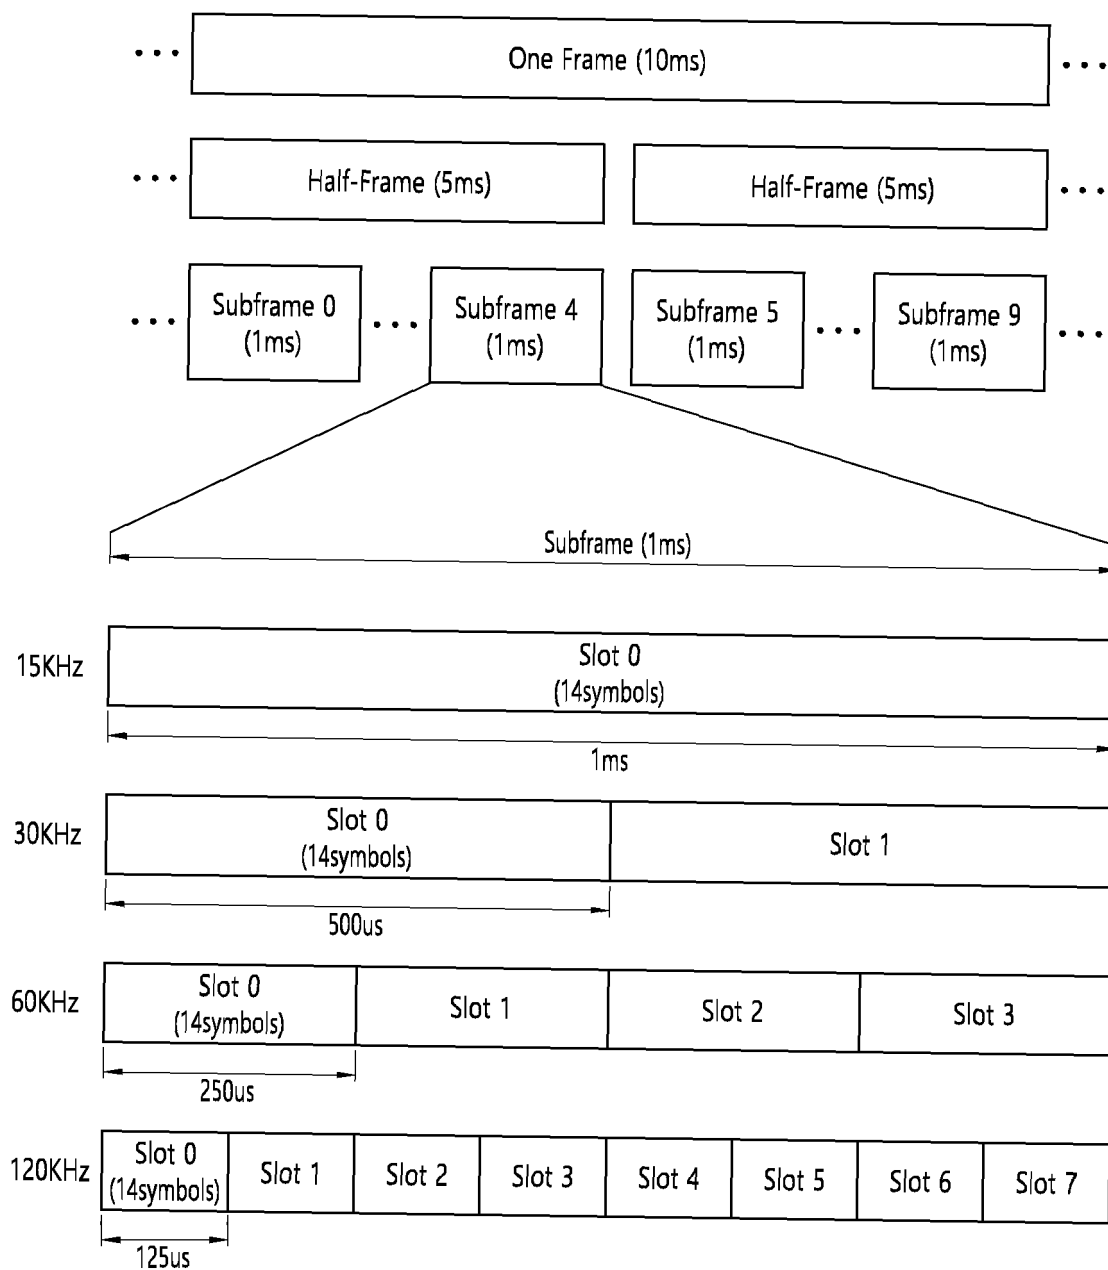 One Frame (10ms)
Half-Frame (5ms)
Half-Frame (5ms)
Subframe 0
(1ms)
Subframe 4
(1ms)
Subframe 5
(1ms)
Subframe 9
(1ms)
Subframe (1ms)
15KHz
Slot 0
(14symbols)
1ms
30KHz
Slot 0
(14symbols)
Slot 1
500us
60KHz
Slot 0
(14symbols)
Slot 1
Slot 2
Slot 3
250us
120KHz
Slot 0
(14symbols)
Slot 1
Slot 2
Slot 3
Slot 4
Slot 5
Slot 6
Slot 7
125us